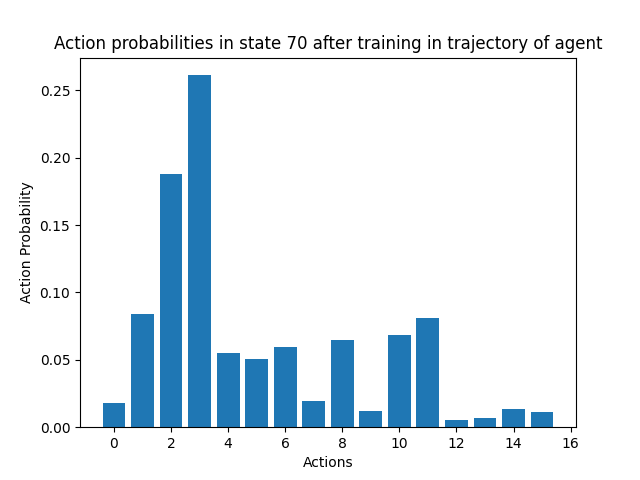 Action probabilities in state 70 after training in trajectory of agent
0.25
0.20
0.15
0.10
0.05
0.00
Action Probability
0 2 4 6 8 10 12 14 16
Actions